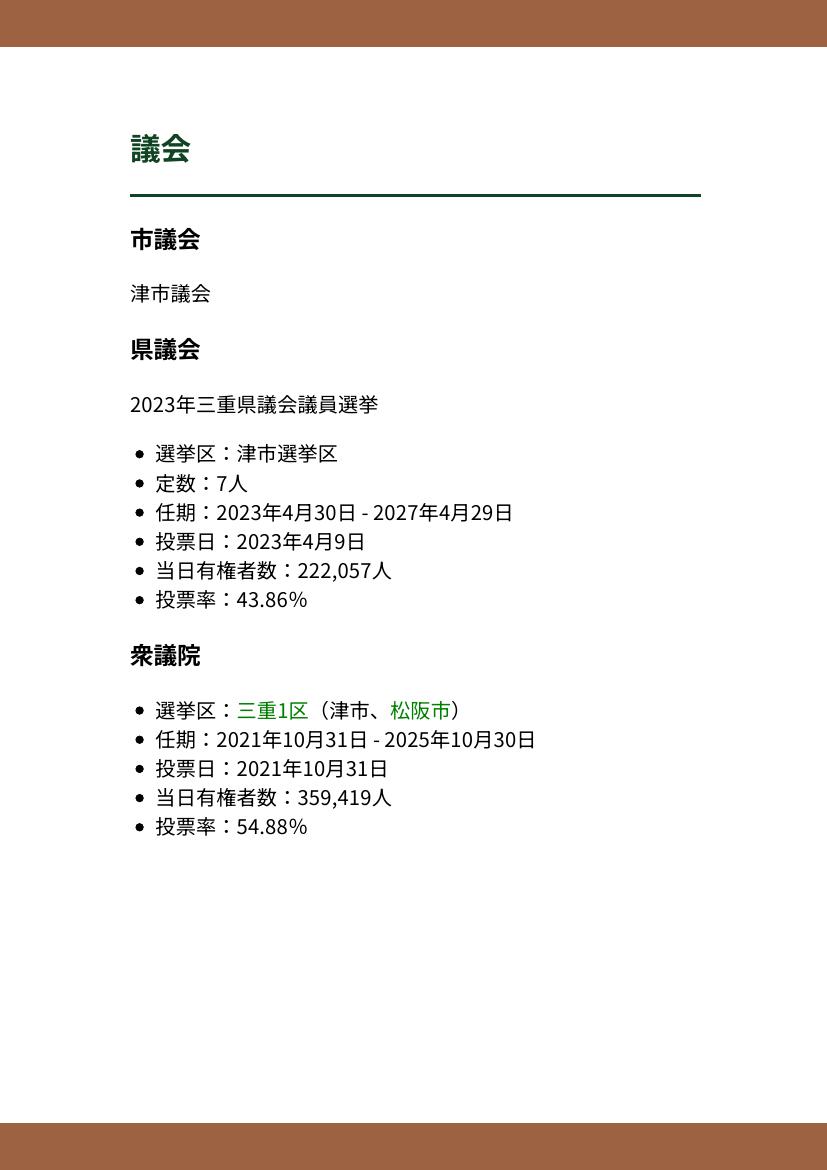 議会
市議会
津市議会
県議会
2023年三重県議会議員選挙
• 選挙区：津市選挙区
• 定数：7人
• 任期：2023年4月30日 - 2027年4月29日
• 投票日：2023年4月9日
• 当日有権者数：222,057人
• 投票率：43.86%
衆議院
• 選挙区：三重1区（津市、松阪市）
• 任期：2021年10月31日 - 2025年10月30日
• 投票日：2021年10月31日
• 当日有権者数：359,419人
• 投票率：54.88%